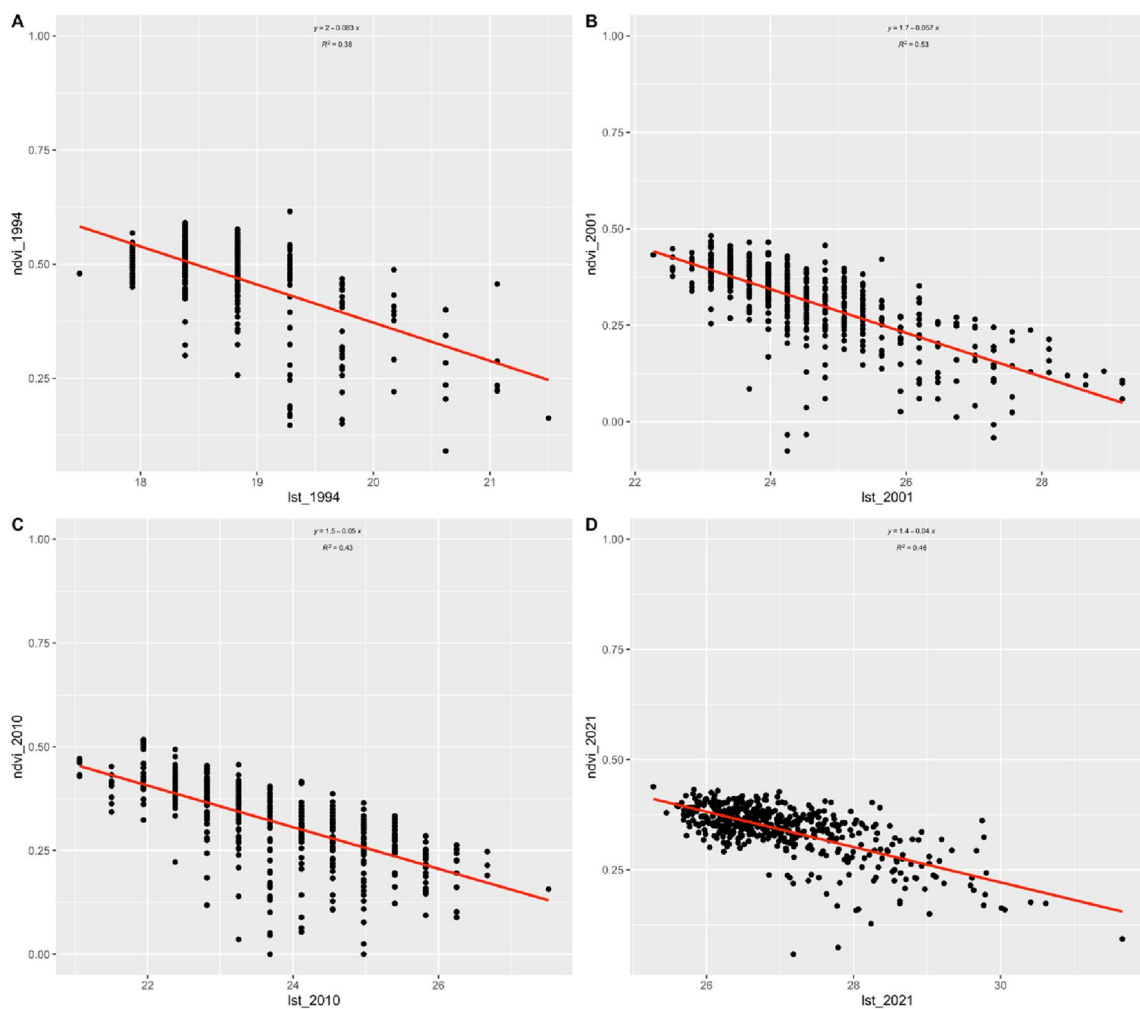 A
y = 2 − 0.083 x
R² = 0.38
1.00
0.75
0.50
0.25
ndvi_1994
18 19 20 21
lst_1994
B
y = 1.7 − 0.057 x
R² = 0.53
1.00
0.75
0.50
0.25
0.00
ndvi_2001
22 24 26 28
lst_2001
C
y = 1.5 − 0.05 x
R² = 0.43
1.00
0.75
0.50
0.25
0.00
ndvi_2010
22 24 26
lst_2010
D
y = 1.4 − 0.04 x
R² = 0.46
1.00
0.75
0.50
0.25
ndvi_2021
26 28 30
lst_2021